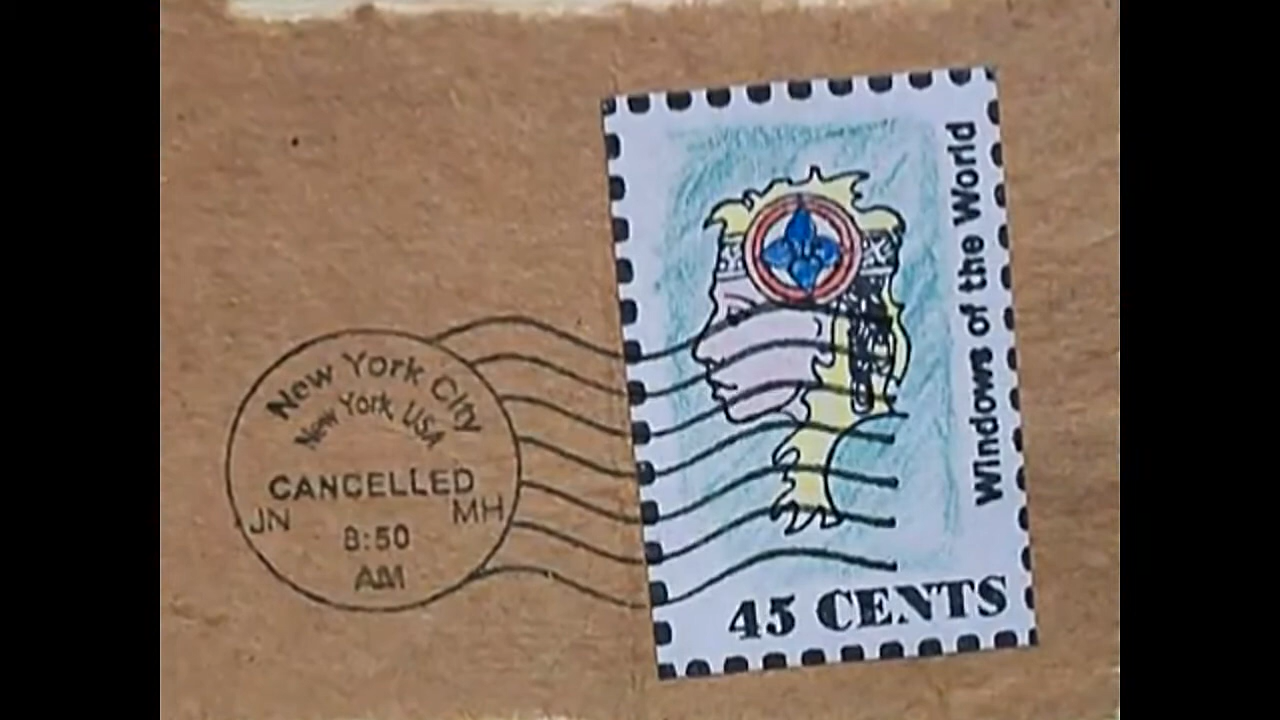 New York City
New York, USA
CANCELLED
JN MH
8:50
AM
Windows of the World
45 CENTS